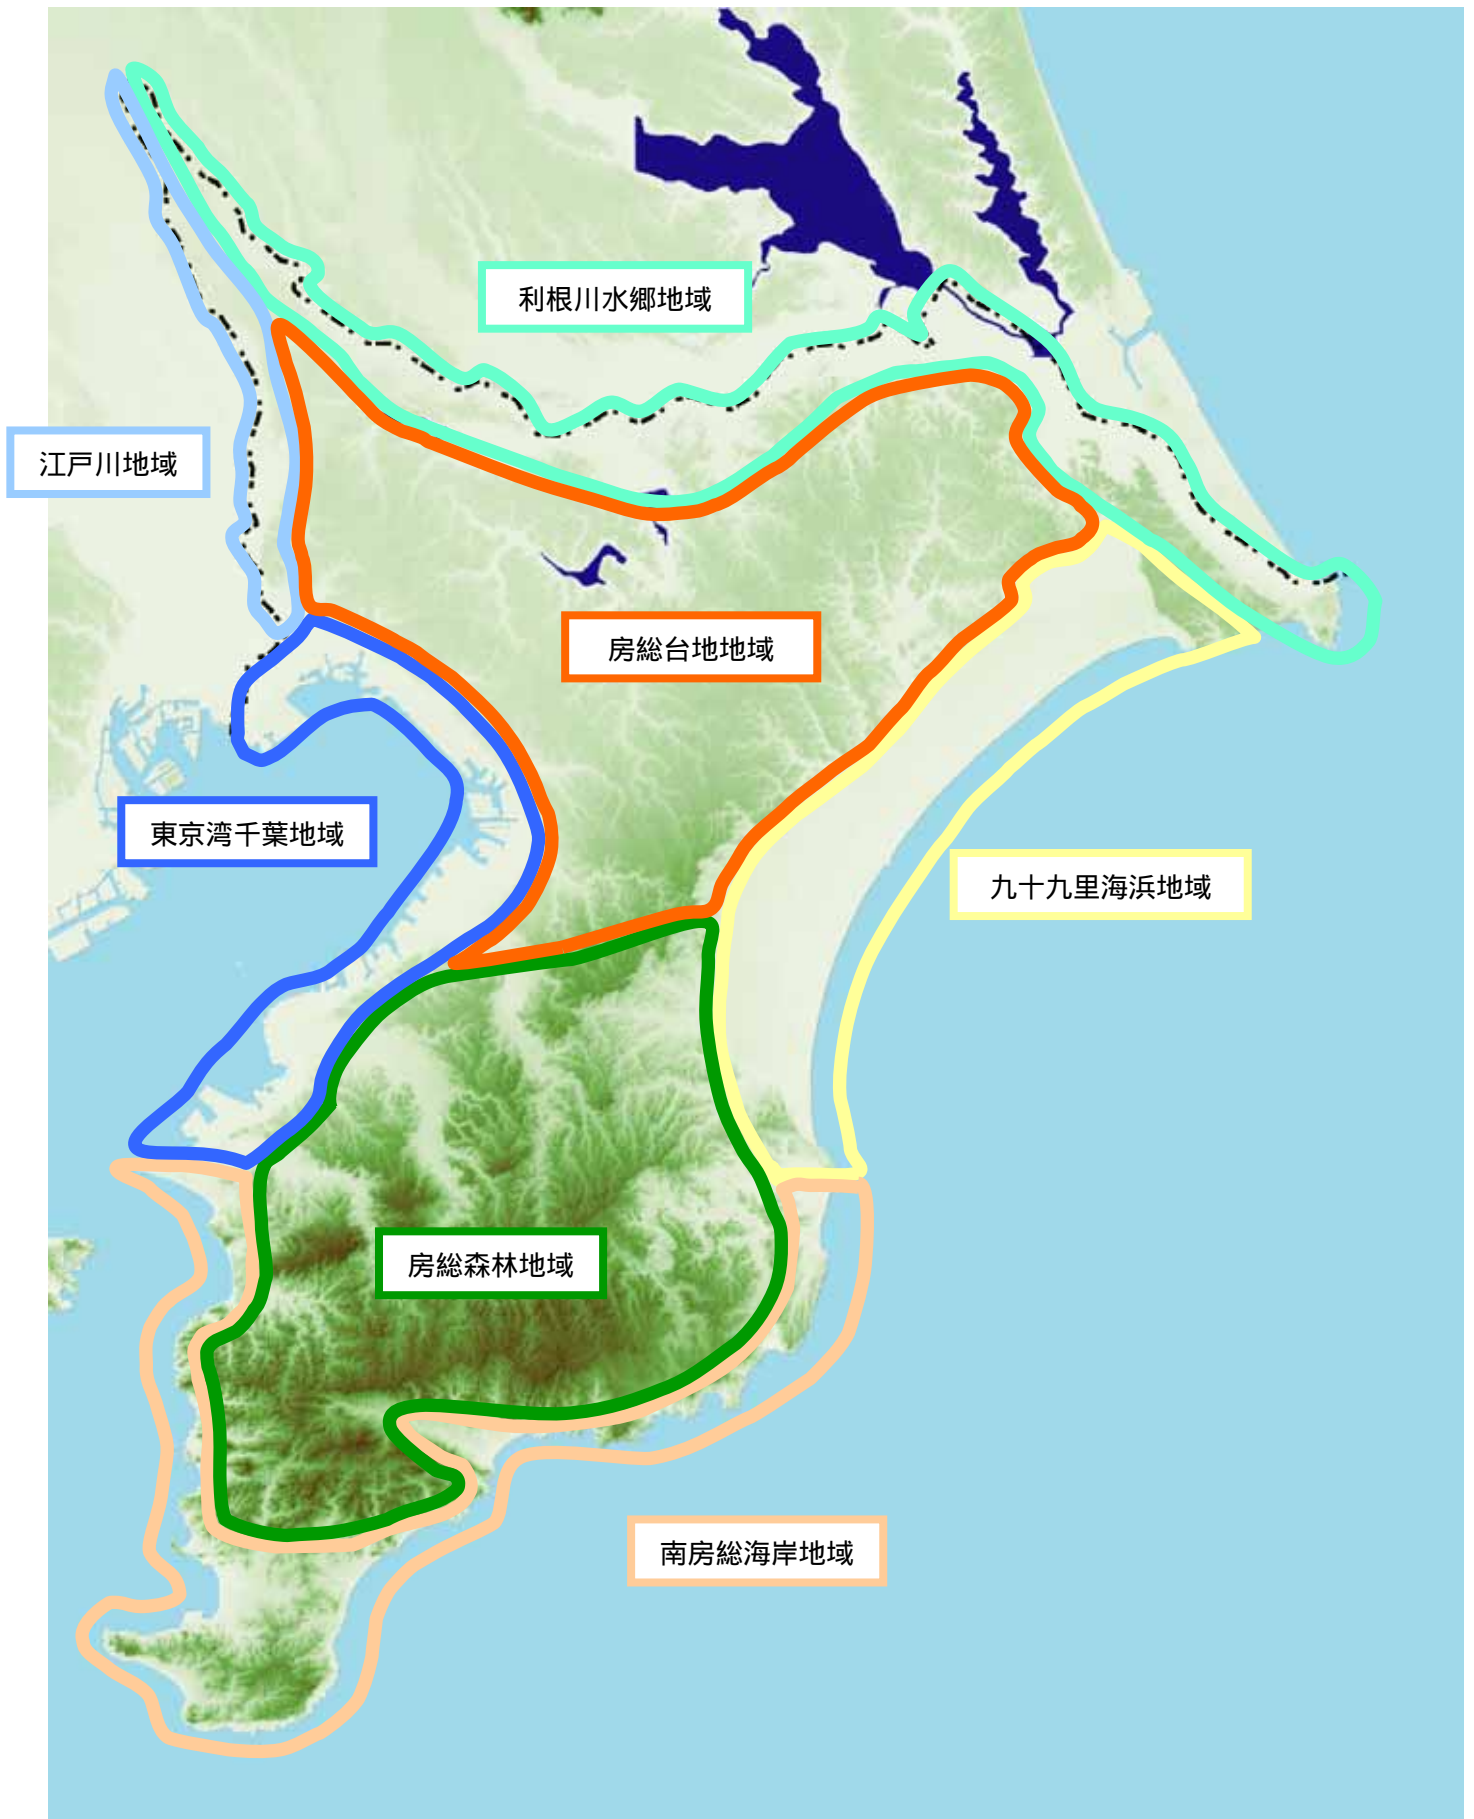 利根川水郷地域
江戸川地域
房総台地地域
東京湾千葉地域
九十九里海浜地域
房総森林地域
南房総海岸地域